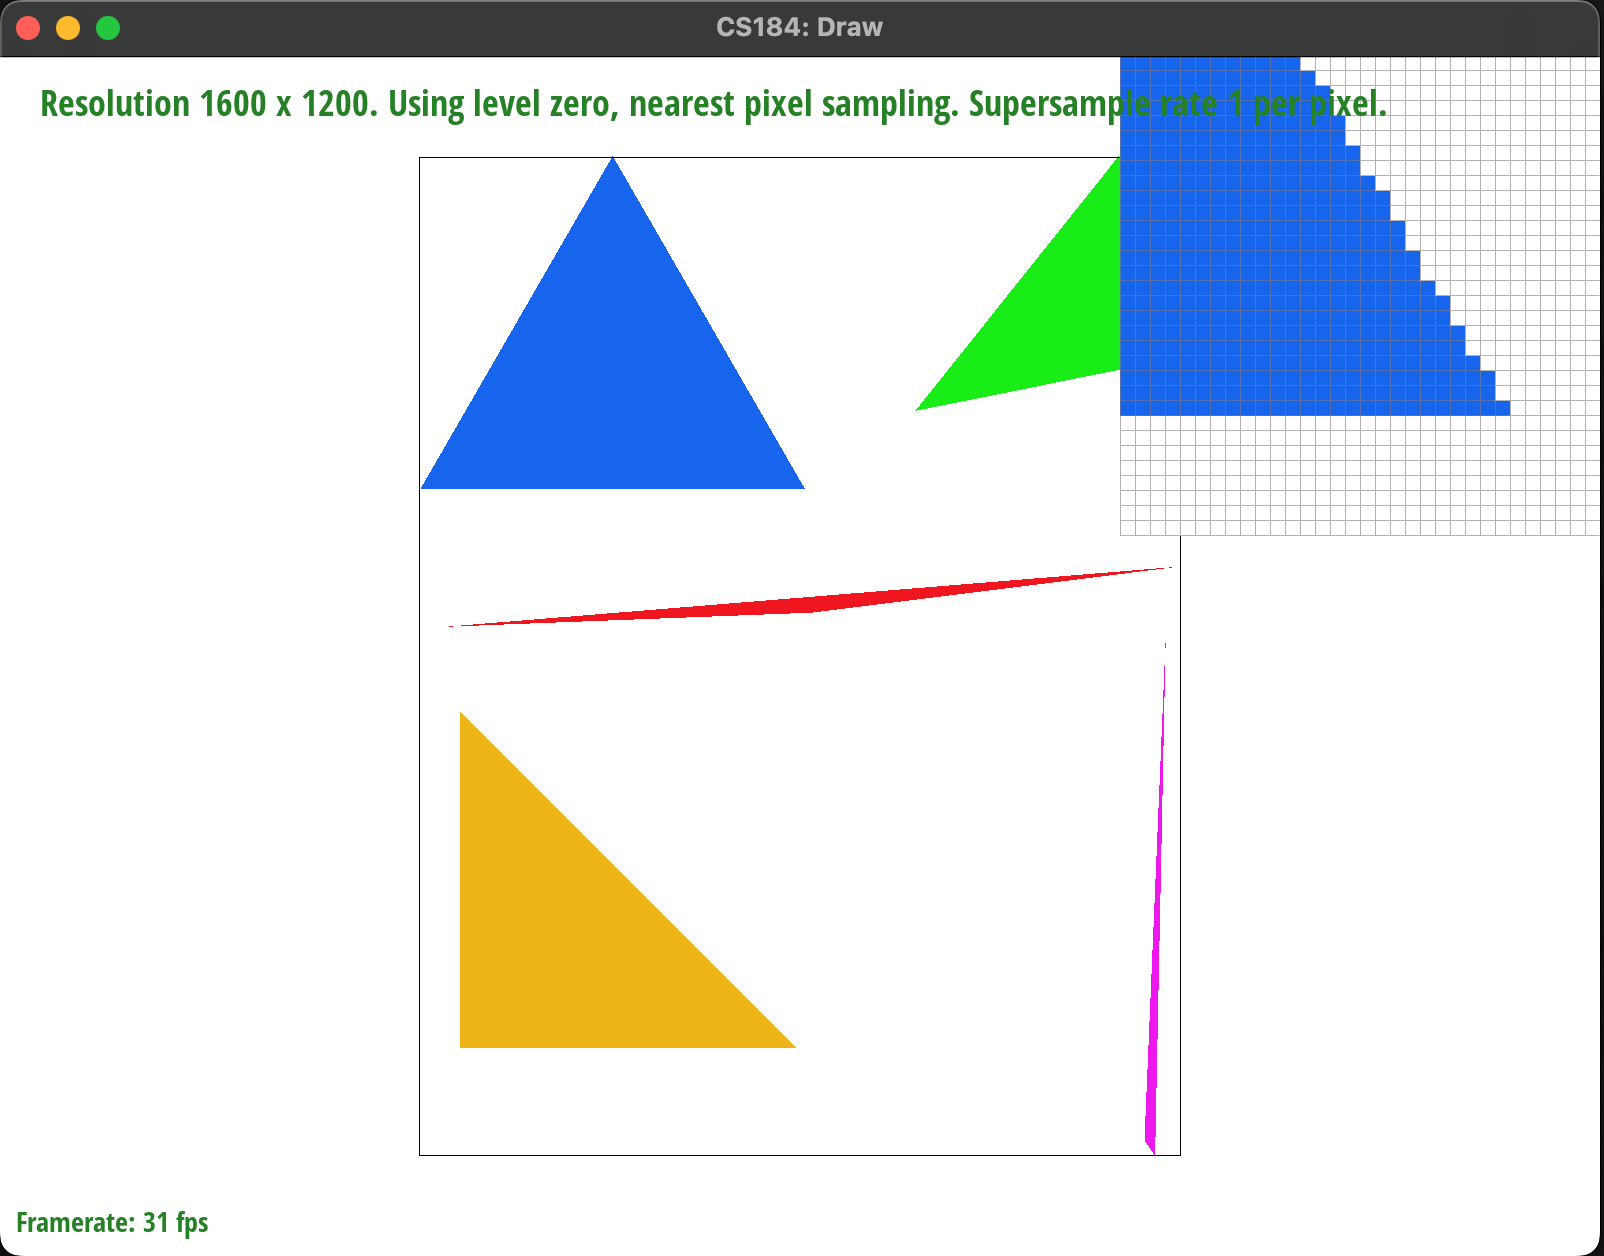 CS184: Draw
Resolution 1600 x 1200. Using level zero, nearest pixel sampling. Supersample rate 1 per pixel.
Framerate: 31 fps